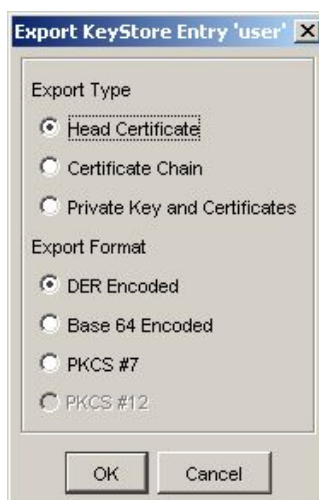 Export KeyStore Entry 'user'
Export Type
Head Certificate
Certificate Chain
Private Key and Certificates
Export Format
DER Encoded
Base 64 Encoded
PKCS #7
PKCS #12
OK
Cancel